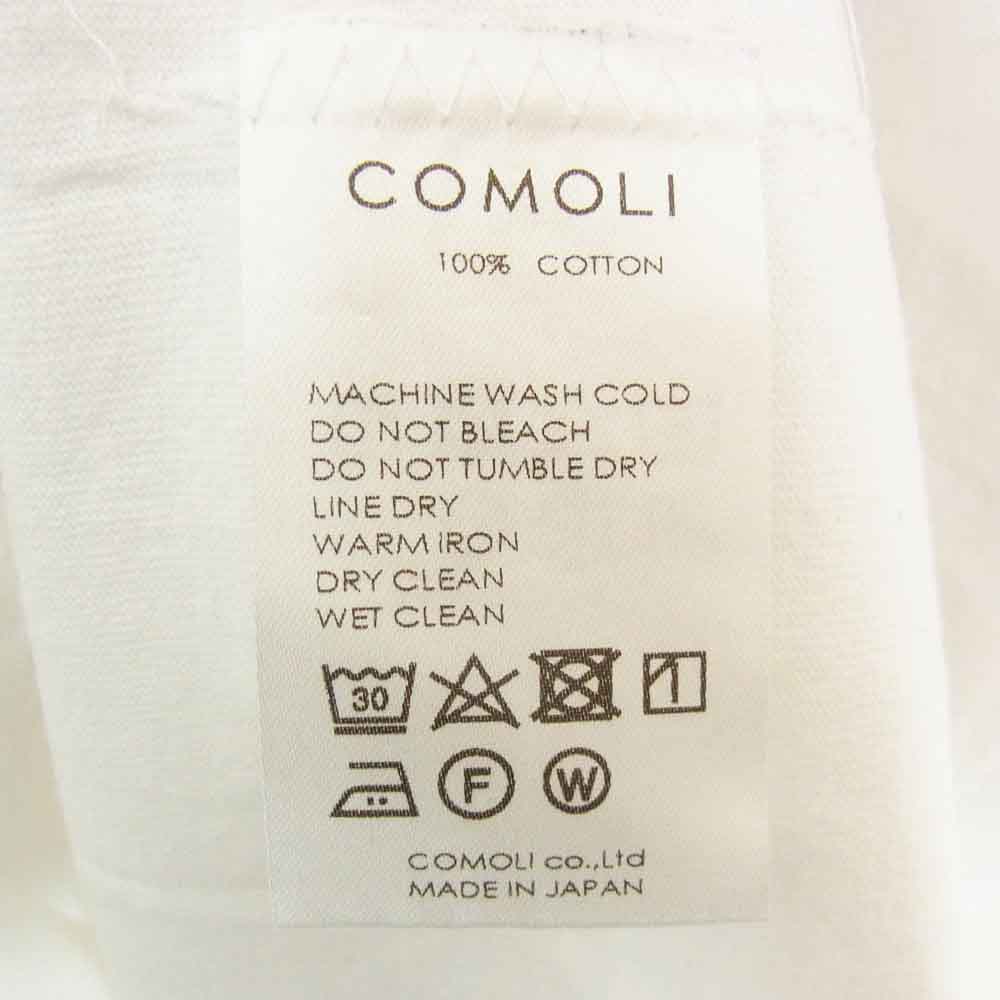 COMOLI
100% COTTON
MACHINE WASH COLD
DO NOT BLEACH
DO NOT TUMBLE DRY
LINE DRY
WARM IRON
DRY CLEAN
WET CLEAN
30
F W
COMOLI co.,Ltd
MADE IN JAPAN